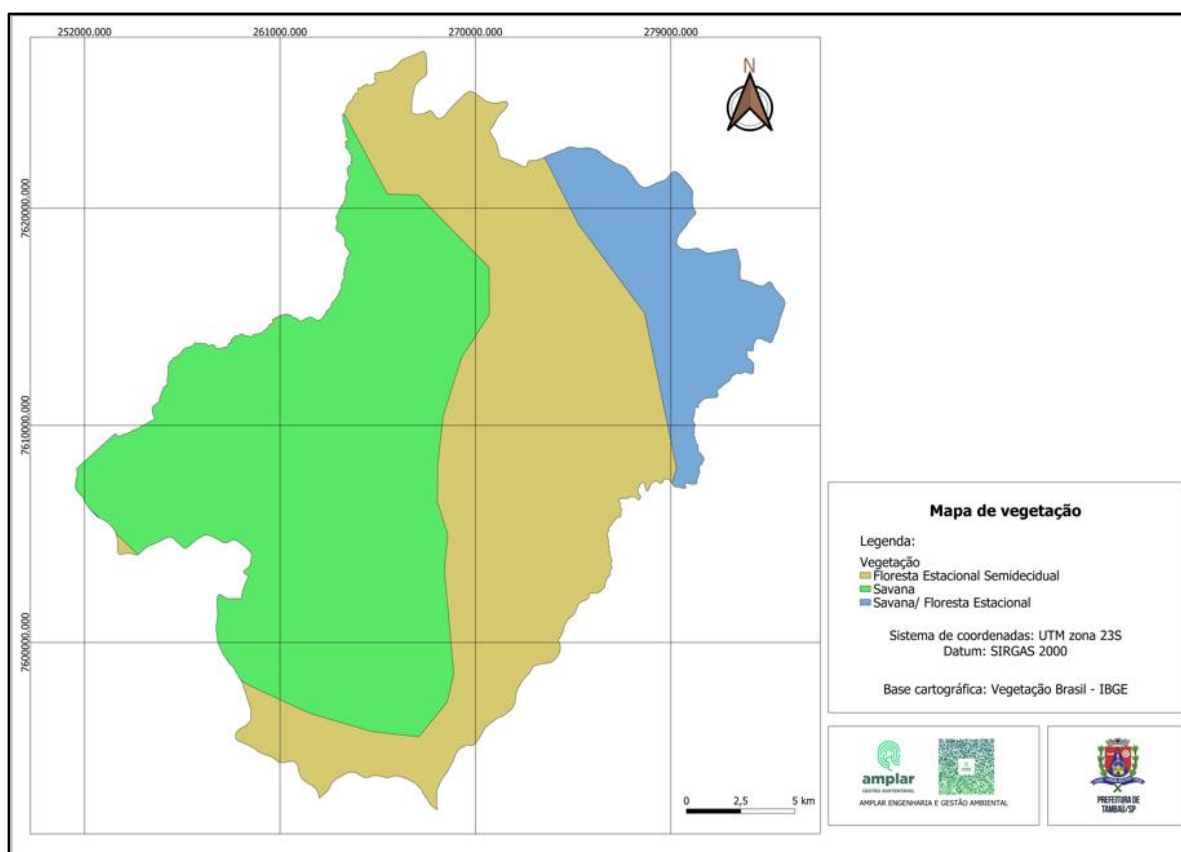 252000.000 261000.000 270000.000 279000.000
N
7620000.000
7610000.000
7600000.000
Mapa de vegetação
Legenda:
Vegetação
Floresta Estacional Semidecidual
Savana
Savana/ Floresta Estacional
Sistema de coordenadas: UTM zona 23S
Datum: SIRGAS 2000
Base cartográfica: Vegetação Brasil - IBGE
0 2,5 5 km
amplar
GESTÃO SUSTENTÁVEL
AMPLAR ENGENHARIA E GESTÃO AMBIENTAL
PREFEITURA DE
TAMBAÚ/SP